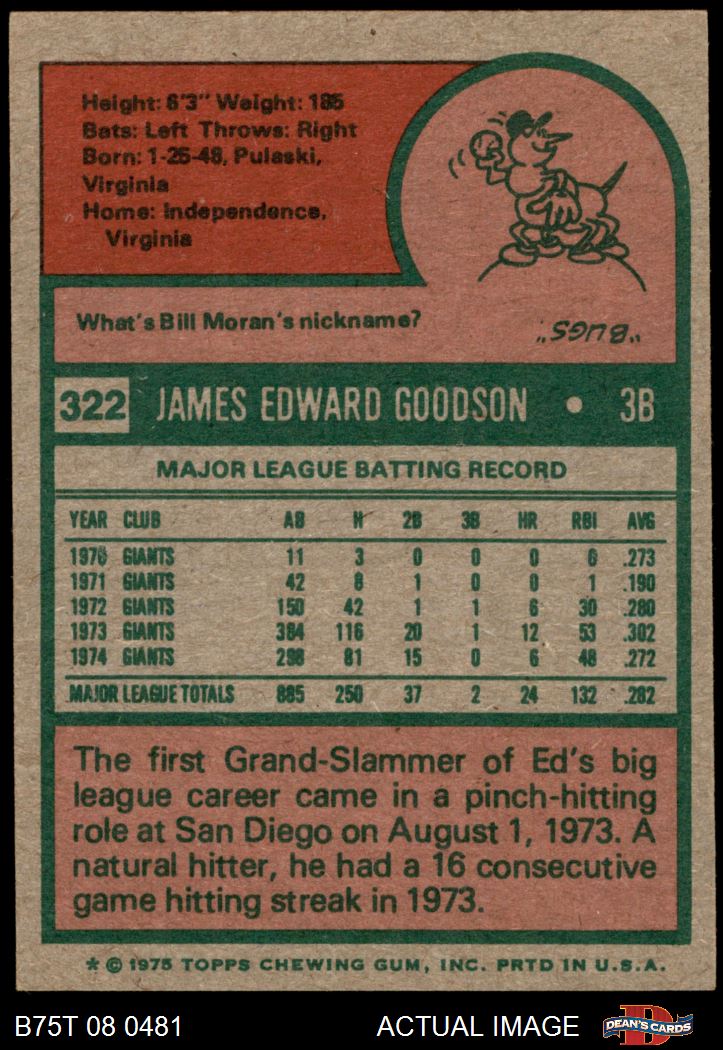 Height: 6'3" Weight: 185
Bats: Left Throws: Right
Born: 1-25-48, Pulaski,
Virginia
Home: Independence,
Virginia
What's Bill Moran's nickname?
"BUGS"
322 JAMES EDWARD GOODSON • 3B
MAJOR LEAGUE BATTING RECORD
YEAR CLUB AB H 2B 3B HR RBI AVG
1970 GIANTS 11 3 0 0 0 6 .273
1971 GIANTS 42 8 1 0 0 1 .190
1972 GIANTS 150 42 1 1 6 30 .280
1973 GIANTS 384 116 20 1 12 53 .302
1974 GIANTS 298 81 15 0 6 48 .272
MAJOR LEAGUE TOTALS 885 250 37 2 24 132 .282
The first Grand-Slammer of Ed's big
league career came in a pinch-hitting
role at San Diego on August 1, 1973. A
natural hitter, he had a 16 consecutive
game hitting streak in 1973.
* © 1975 TOPPS CHEWING GUM, INC. PRTD IN U.S.A.
B75T 08 0481 ACTUAL IMAGE DEAN'S CARDS